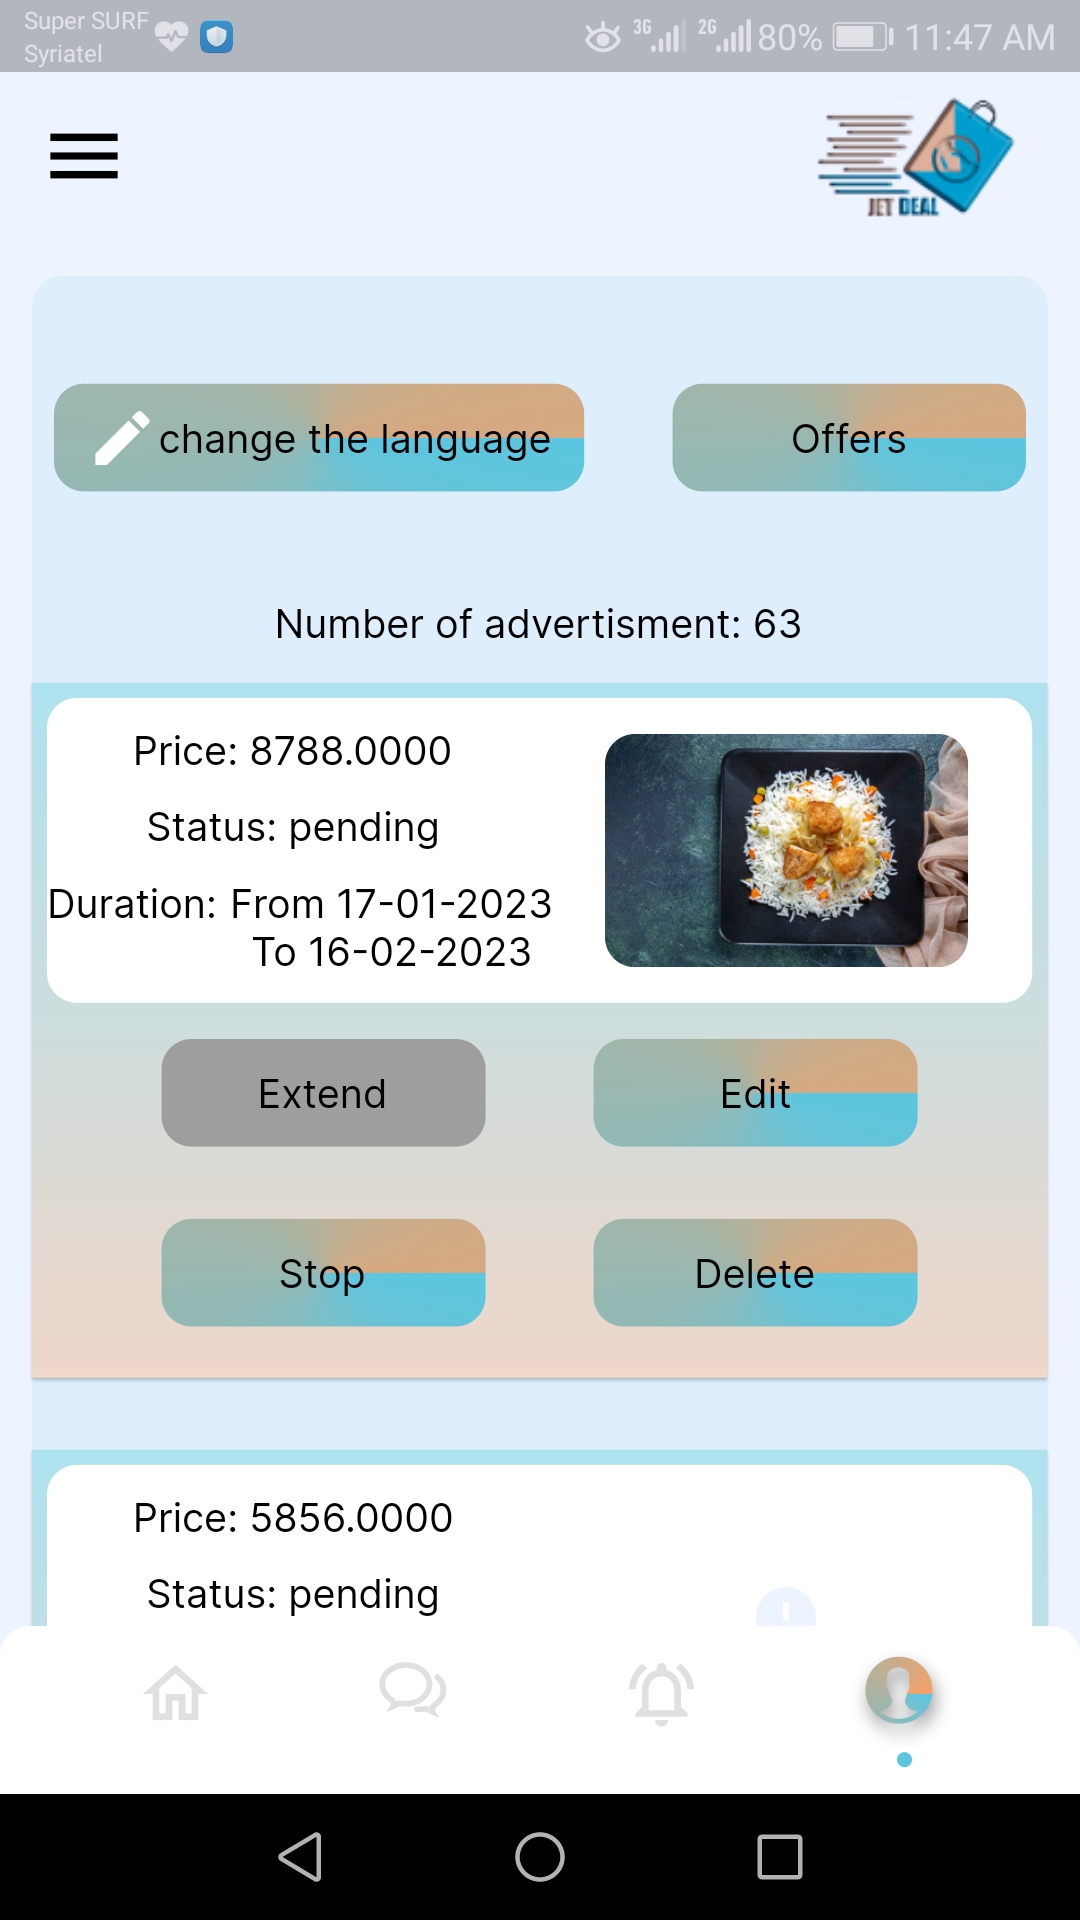 Super SURF
Syriatel
3G
2G
80%
11:47 AM
JET DEAL
change the language
Offers
Number of advertisment: 63
Price: 8788.0000
Status: pending
Duration: From 17-01-2023
To 16-02-2023
Extend
Edit
Stop
Delete
Price: 5856.0000
Status: pending